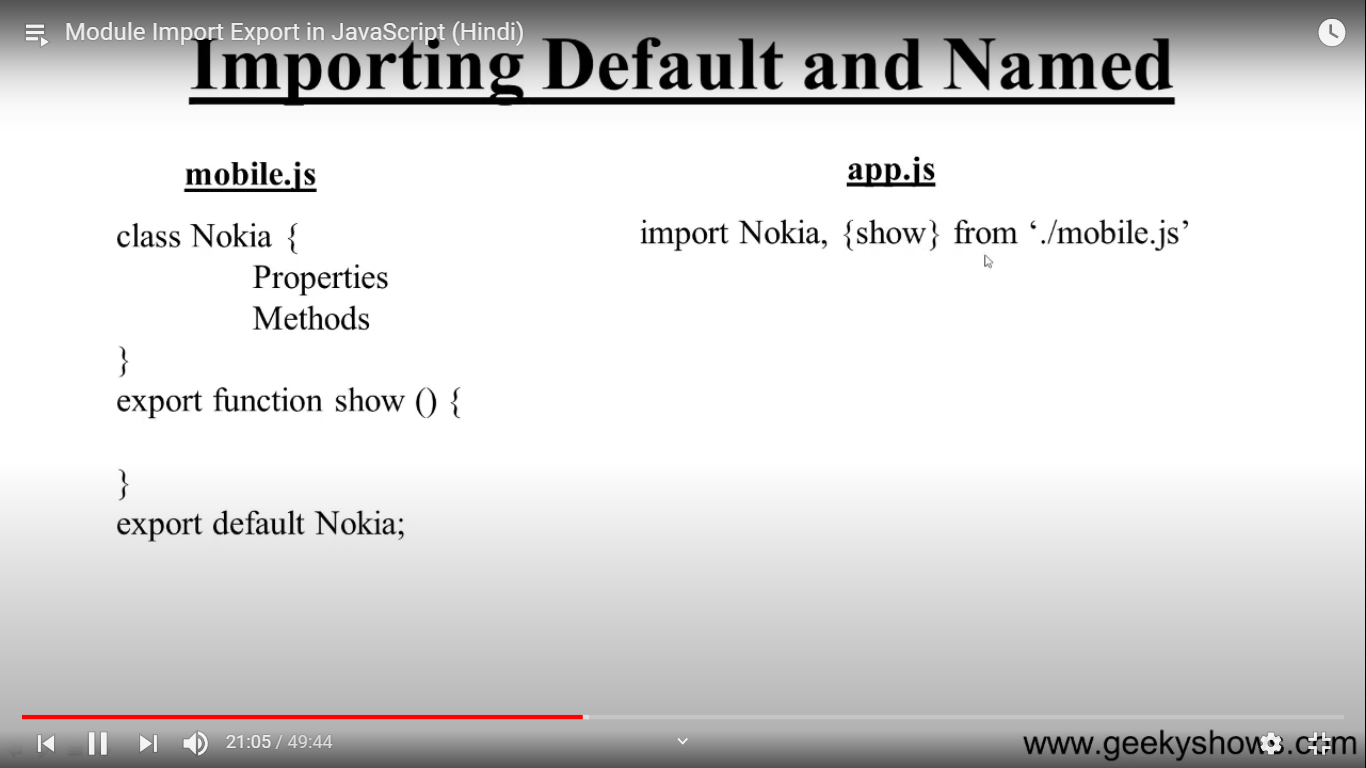 Module Import Export in JavaScript (Hindi)
Importing Default and Named
mobile.js
class Nokia {
Properties
Methods
}
export function show () {
}
export default Nokia;
app.js
import Nokia, {show} from ‘./mobile.js’
21:05 / 49:44
www.geekyshows.com